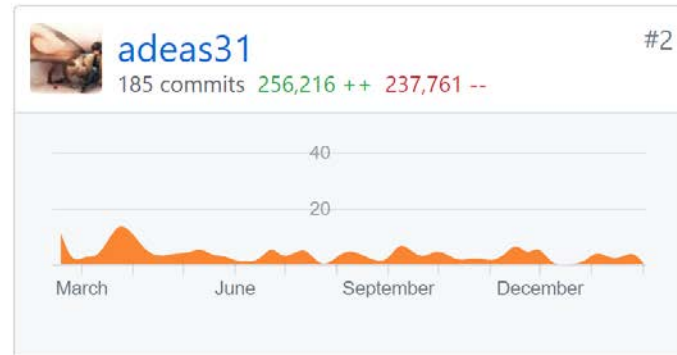 adeas31
#2
185 commits 256,216 ++ 237,761 --
40
20
March June September December